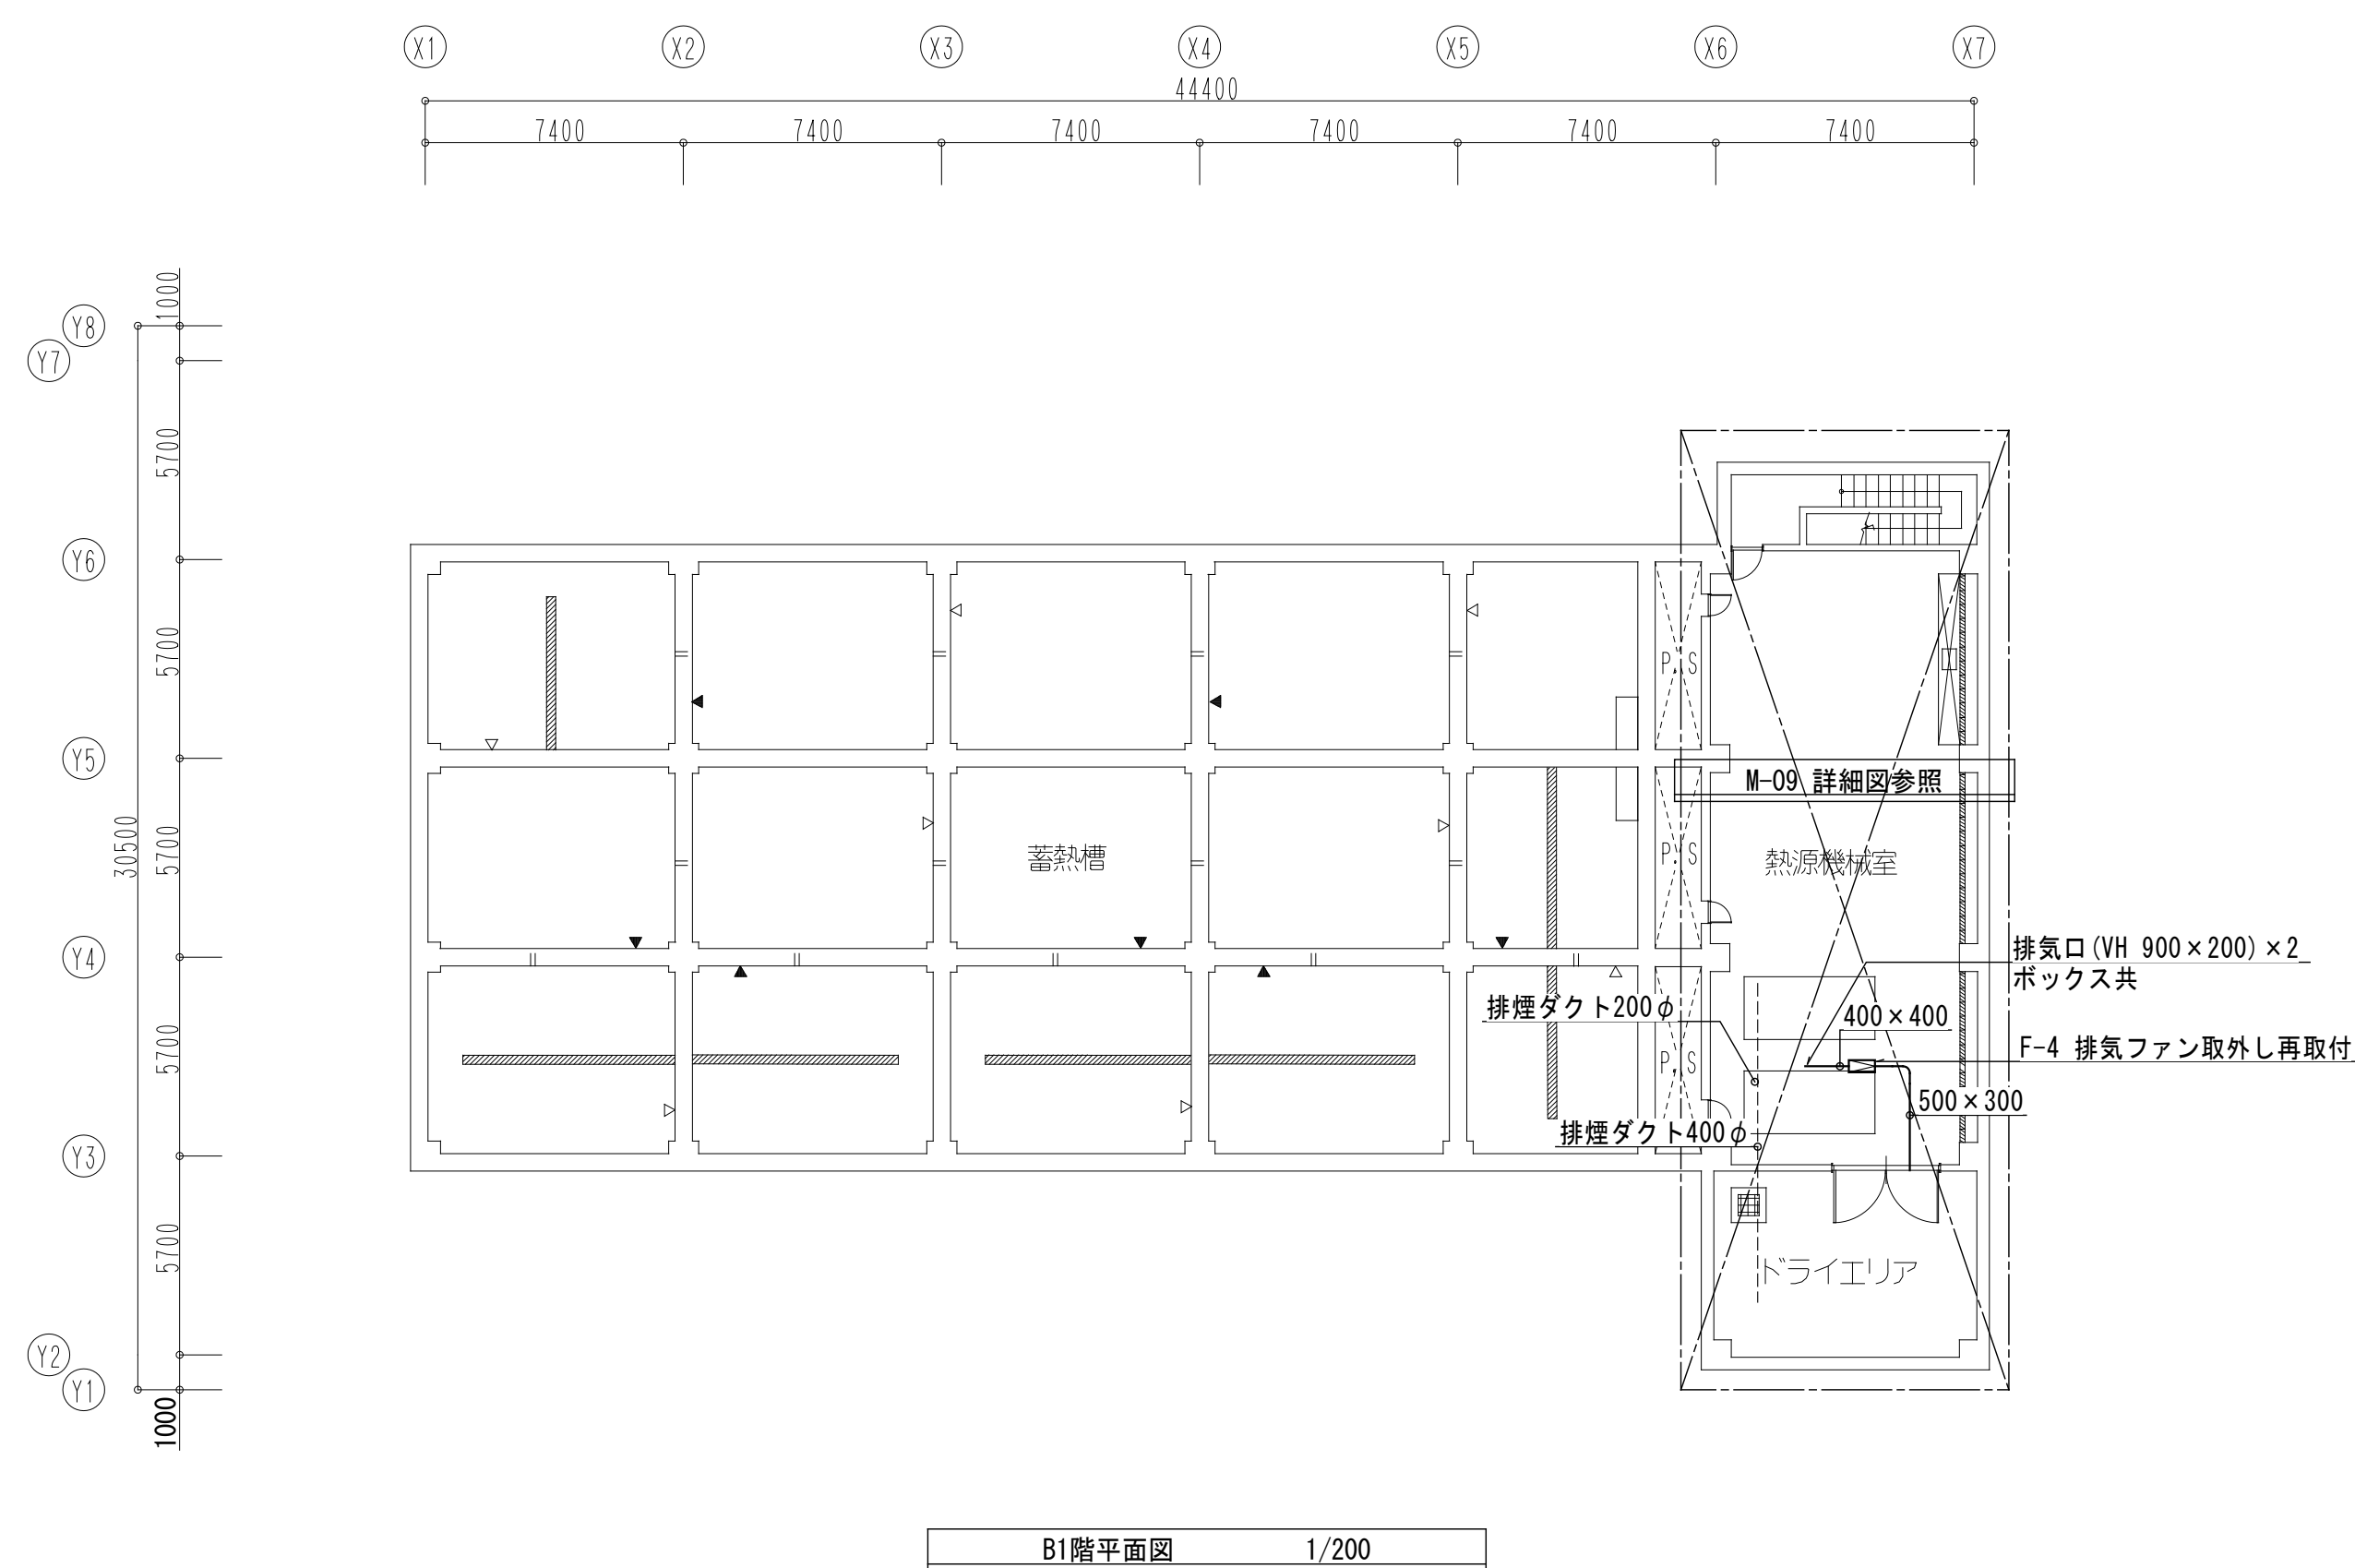 X1 X2 X3 X4 X5 X6 X7
44400
7400 7400 7400 7400 7400 7400
1000
Y8
Y7
5700
Y6
5700
Y5
P.S
M-09 詳細図参照
30500
5700
蓄熱槽
P.S
熱源機械室
Y4
排気口(VH 900×200)×2
ボックス共
排煙ダクト200φ
400×400
5700
P.S
F-4 排気ファン取外し再取付
500×300
排煙ダクト400φ
Y3
5700
ドライエリア
Y2
Y1
1000
B1階平面図 1/200